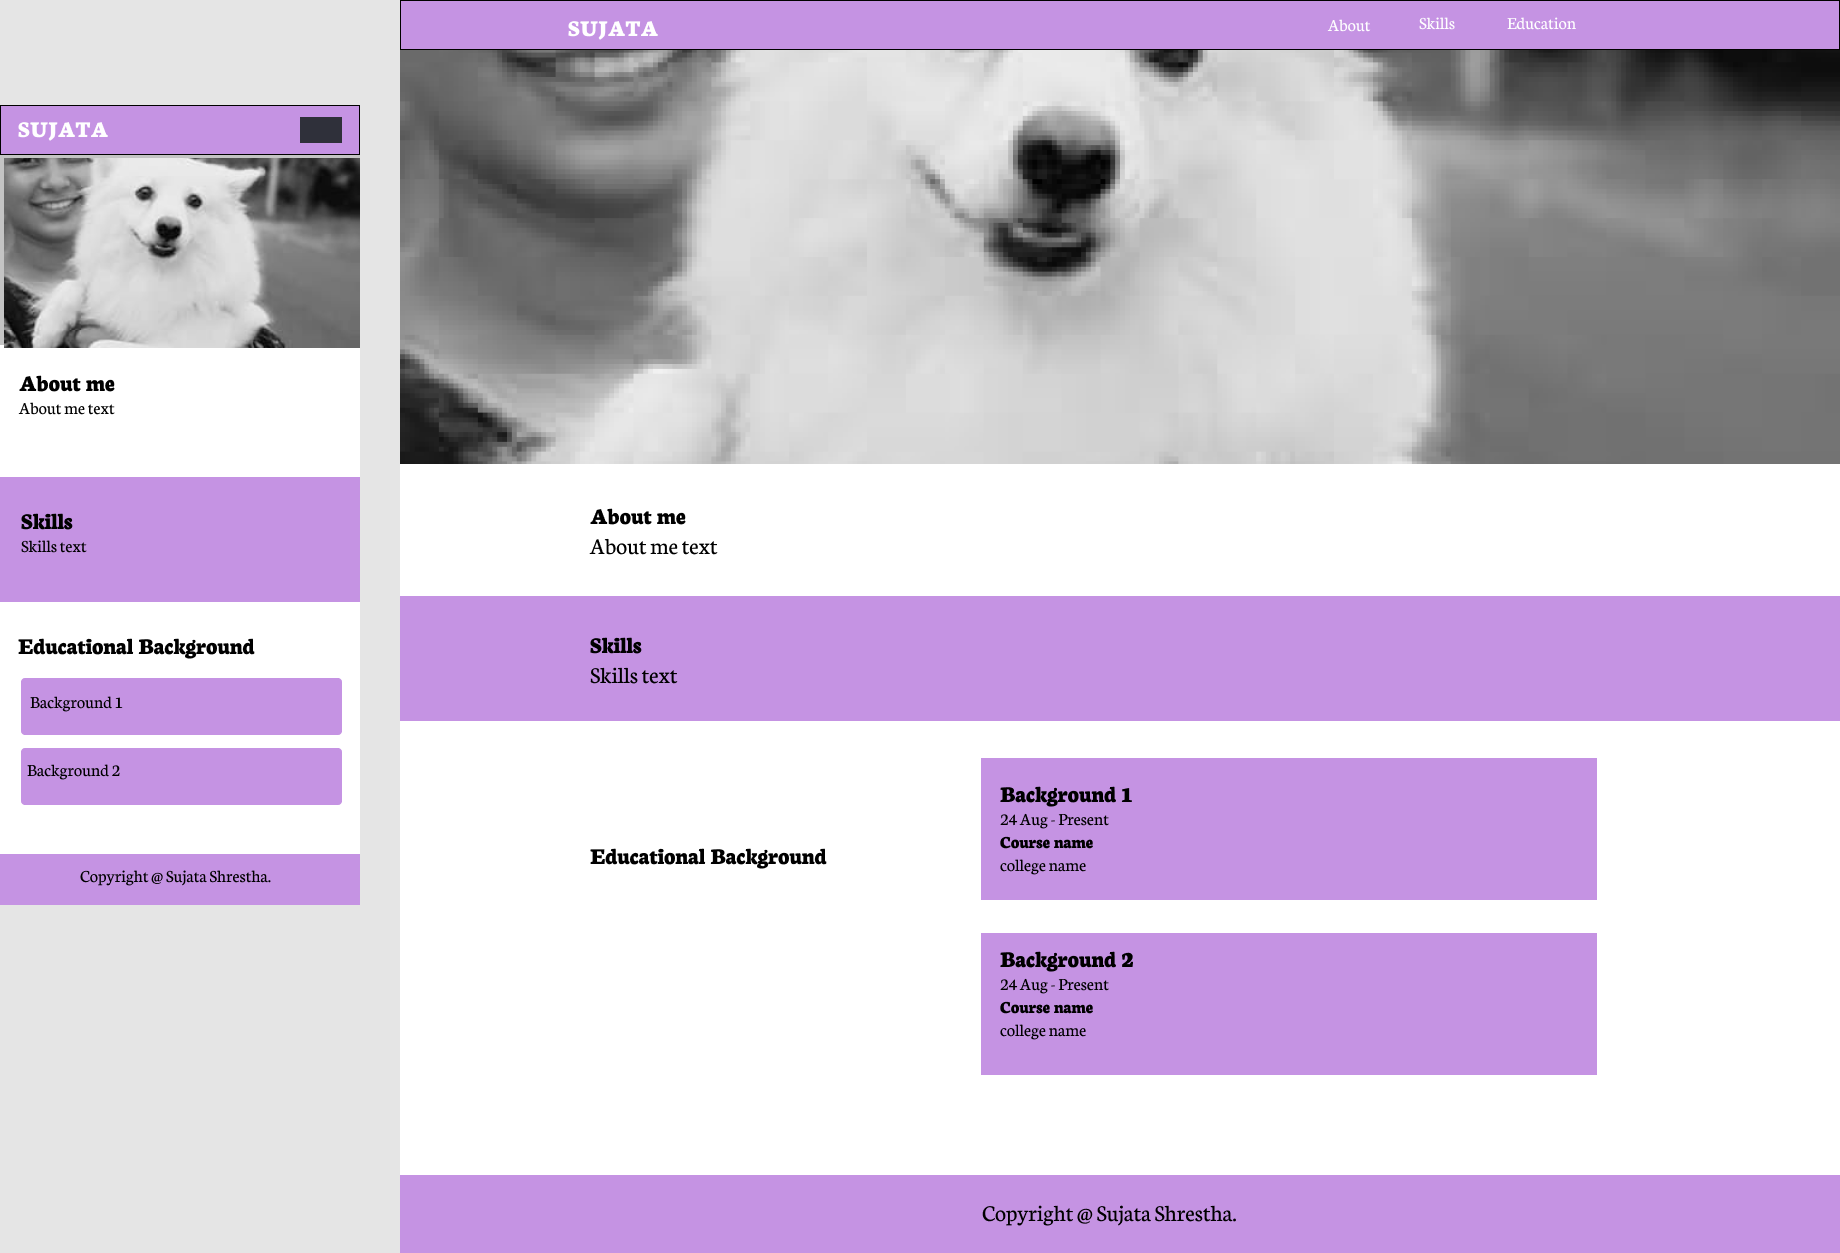 SUJATA
About me
About me text
Skills
Skills text
Educational Background
Background 1
Background 2
Copyright @ Sujata Shrestha.
SUJATA
About Skills Education
About me
About me text
Skills
Skills text
Educational Background
Background 1
24 Aug - Present
Course name
college name
Background 2
24 Aug - Present
Course name
college name
Copyright @ Sujata Shrestha.